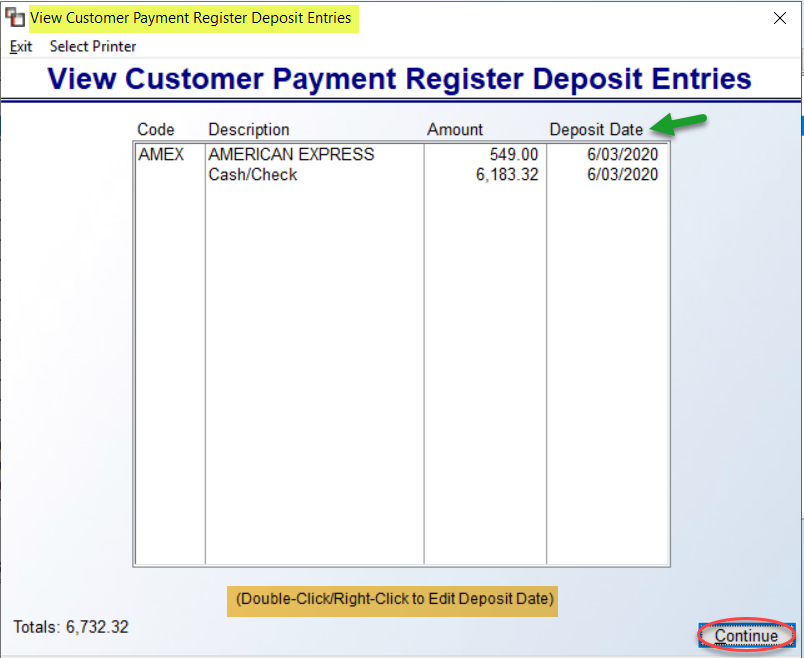 View Customer Payment Register Deposit Entries
Exit Select Printer
View Customer Payment Register Deposit Entries
Code Description Amount Deposit Date
AMEX AMERICAN EXPRESS 549.00 6/03/2020
Cash/Check 6,183.32 6/03/2020
(Double-Click/Right-Click to Edit Deposit Date)
Totals: 6,732.32
Continue